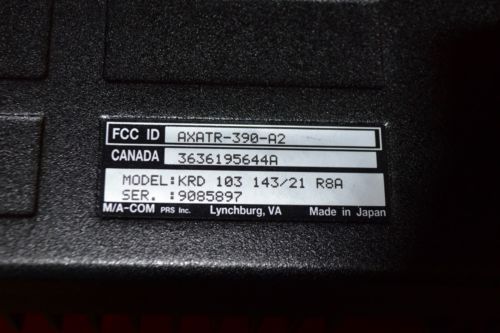 FCC ID AXATR-390-A2
CANADA 3636195644A
MODEL:KRD 103 143/21 R8A
SER. :9085897
M/A-COM PRS Inc. Lynchburg, VA Made in Japan